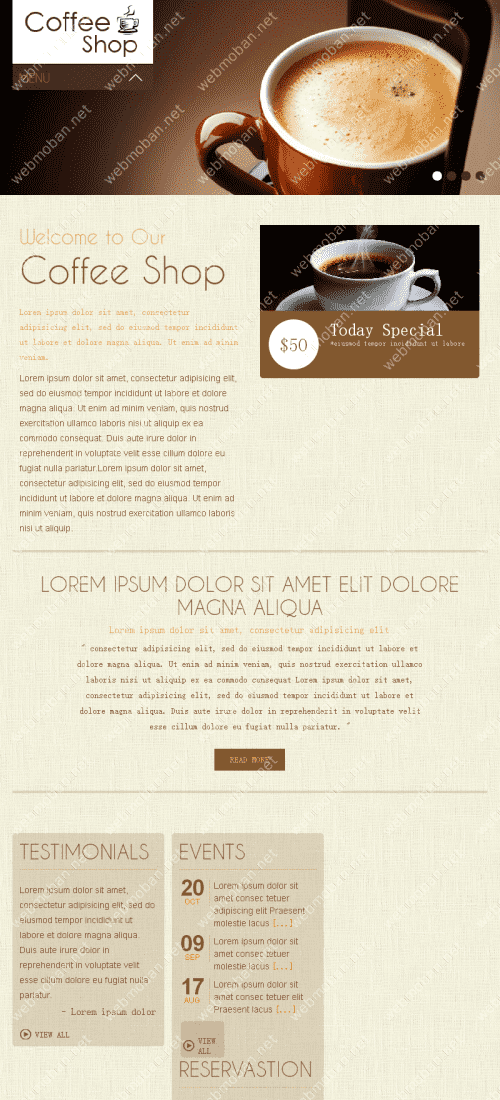 Coffee
Shop
MENU
Welcome to Our
Coffee Shop
Lorem ipsum dolor sit amet, consectetur
adipisicing elit, sed do eiusmod tempor incididunt
ut labore et dolore magna aliqua. Ut enim ad minim
veniam.
Lorem ipsum dolor sit amet, consectetur adipisicing elit,
sed do eiusmod tempor incididunt ut labore et dolore
magna aliqua. Ut enim ad minim veniam, quis nostrud
exercitation ullamco laboris nisi ut aliquip ex ea
commodo consequat. Duis aute irure dolor in
reprehenderit in voluptate velit esse cillum dolore eu
fugiat nulla pariatur.Lorem ipsum dolor sit amet,
consectetur adipisicing elit, sed do eiusmod tempor
incididunt ut labore et dolore magna aliqua. Ut enim ad
minim veniam, quis nostrud exercitation ullamco laboris
nisi ut aliquip.
$50
Today Special
*eiusmod tempor incididunt ut labore
LOREM IPSUM DOLOR SIT AMET ELIT DOLORE
MAGNA ALIQUA
Lorem ipsum dolor sit amet, consectetur adipisicing elit
" consectetur adipisicing elit, sed do eiusmod tempor incididunt ut labore et
dolore magna aliqua. Ut enim ad minim veniam, quis nostrud exercitation ullamco
laboris nisi ut aliquip ex ea commodo cunsequat Lorem ipsum dolor sit amet,
consectetur adipisicing elit, sed do eiusmod tempor incididunt ut labore et
dolore magna aliqua. Duis aute irure dolor in reprehenderit in voluptate velit
esse cillum dolore eu fugiat nulla pariatur. "
READ MORE
TESTIMONIALS
Lorem ipsum dolor sit amet,
consectetur adipisicing elit, sed do
eiusmod tempor incididunt ut
labore et dolore magna aliqua.
Duis aute irure dolor in
reprehenderit in voluptate velit
esse cillum dolore eu fugiat nulla
pariatur.
- Lorem ipsum dolor
VIEW ALL
EVENTS
20
OCT
Lorem ipsum dolor sit
amet consec tetuer
adipiscing elit Praesent
molestie lacus [...]
09
SEP
Lorem ipsum dolor sit
amet consec tetuer
molestie lacus [...]
17
AUG
Lorem ipsum dolor sit
amet consec tetuer elit
Praesent lacus [...]
VIEW
ALL
RESERVASTION
webmoban.net